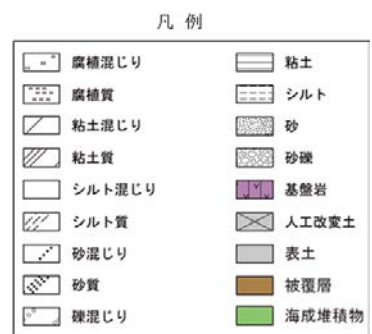 凡 例
腐植混じり
腐植質
粘土混じり
粘土質
シルト混じり
シルト質
砂混じり
砂質
礫混じり
粘土
シルト
砂
砂礫
基盤岩
人工改変土
表土
被覆層
海成堆積物